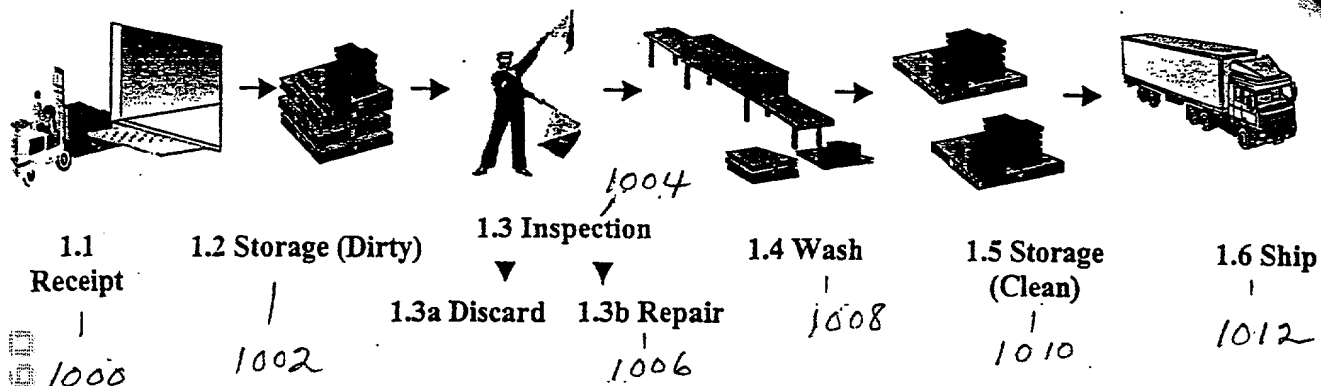 1004
1.1
Receipt
1.2 Storage (Dirty)
1.3 Inspection
1.4 Wash
1.5 Storage
(Clean)
1.6 Ship
1.3a Discard
1.3b Repair
1000
1002
1006
1008
1010
1012